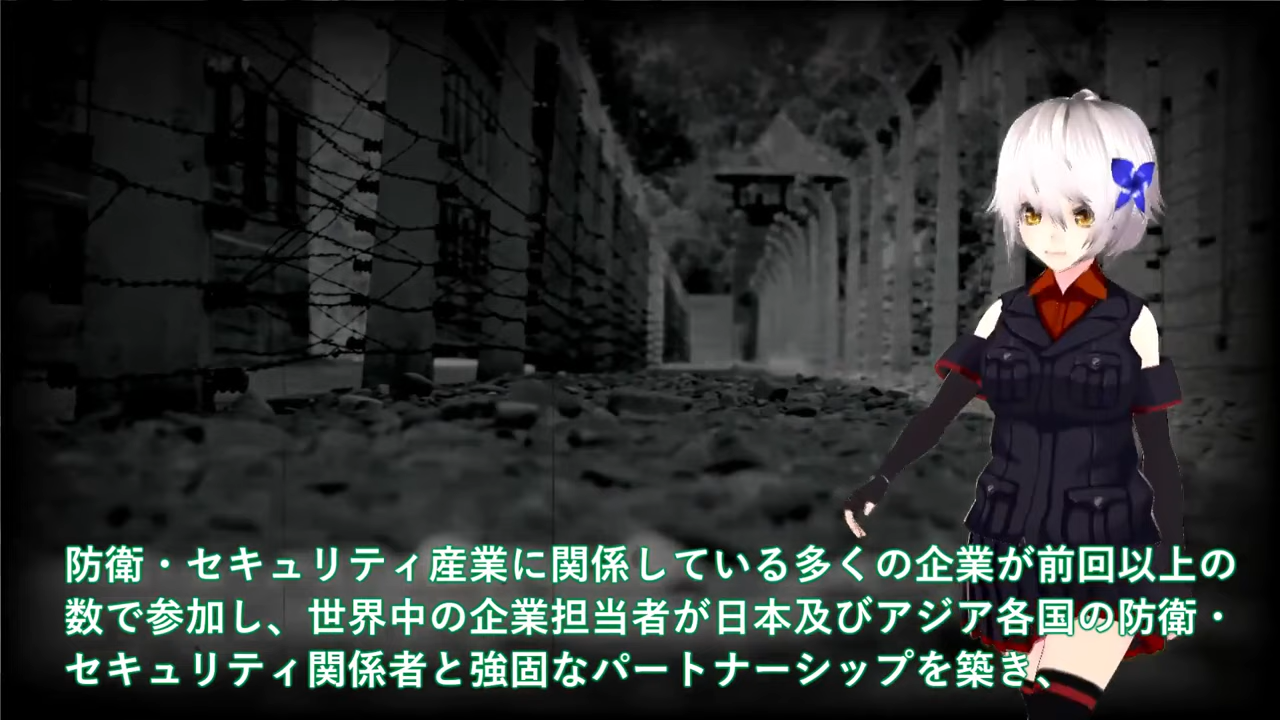 防衛・セキュリティ産業に関係している多くの企業が前回以上の
数で参加し、世界中の企業担当者が日本及びアジア各国の防衛・
セキュリティ関係者と強固なパートナーシップを築き、